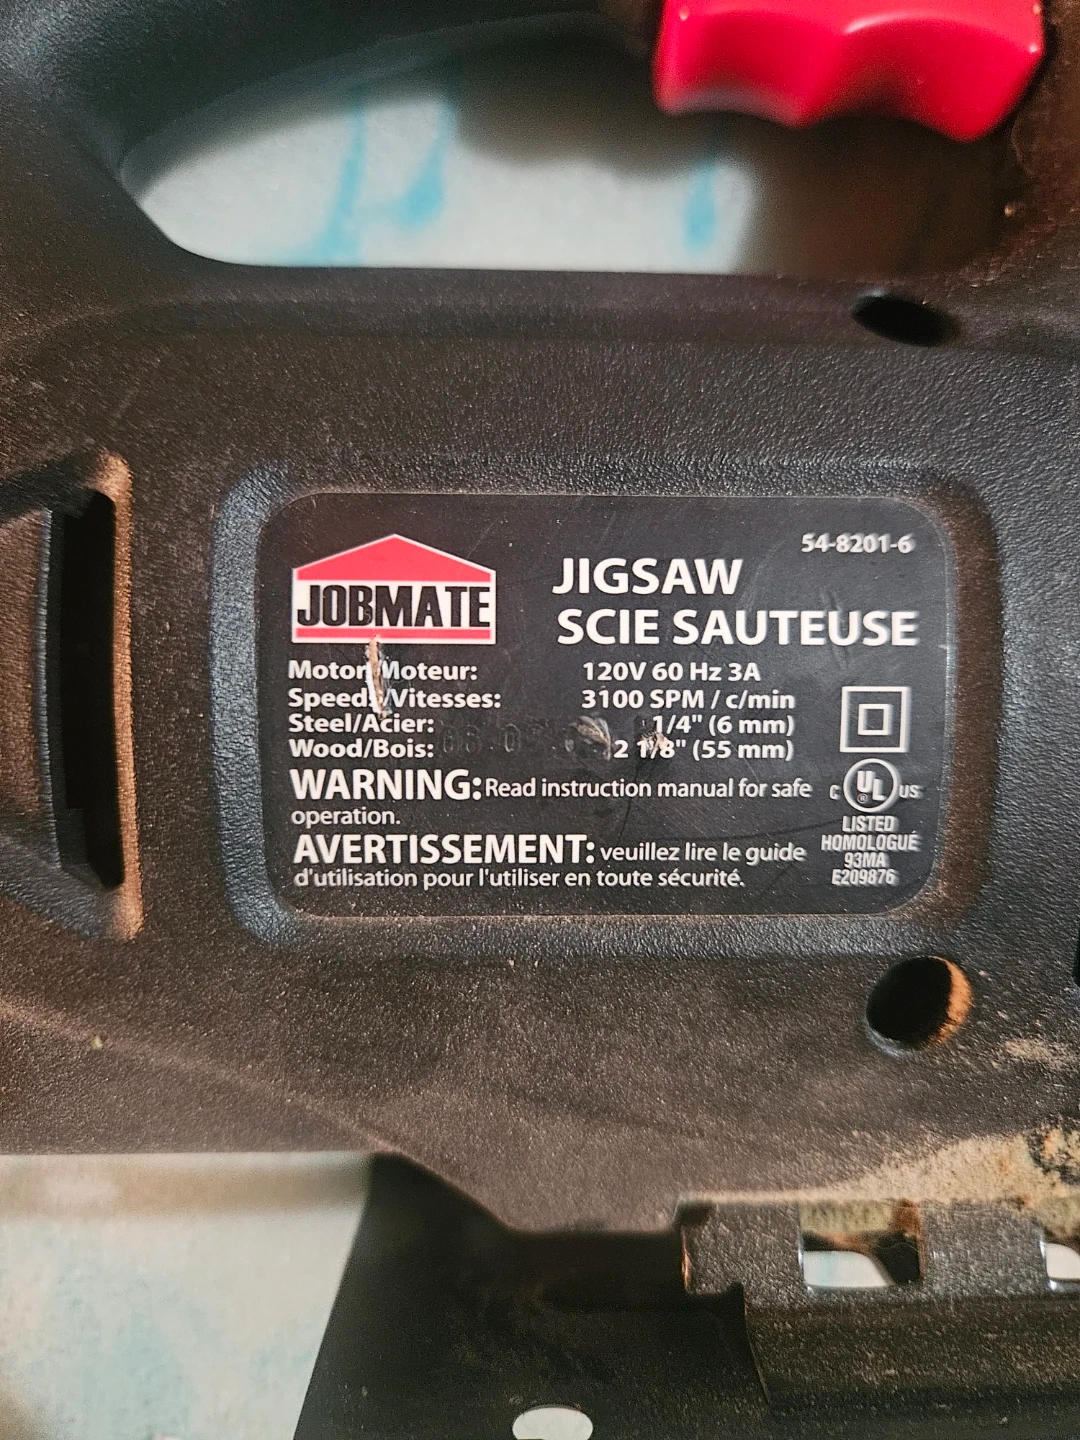 54-8201-6
JOBMATE
JIGSAW
SCIE SAUTEUSE
Motor/Moteur: 120V 60 Hz 3A
Speeds/Vitesses: 3100 SPM / c/min
Steel/Acier: 1/4" (6 mm)
Wood/Bois: 2 1/8" (55 mm)
WARNING: Read instruction manual for safe
operation.
AVERTISSEMENT: veuillez lire le guide
d'utilisation pour l'utiliser en toute sécurité.
C UL ® US
LISTED
HOMOLOGUÉ
93MA
E209876